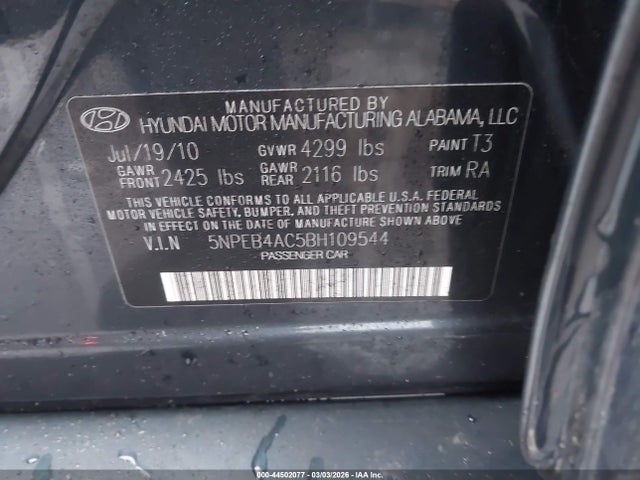 MANUFACTURED BY
HYUNDAI MOTOR MANUFACTURING ALABAMA, LLC
Jul/19/10 GVWR 4299 lbs PAINT T3
GAWR FRONT 2425 lbs GAWR REAR 2116 lbs TRIM RA
THIS VEHICLE CONFORMS TO ALL APPLICABLE U.S.A. FEDERAL
MOTOR VEHICLE SAFETY, BUMPER, AND THEFT PREVENTION STANDARDS
IN EFFECT ON THE DATE OF MANUFACTURE SHOWN ABOVE
V.I.N 5NPEB4AC5BH109544
PASSENGER CAR
000-44502077 - 03/03/2026 - IAAI.COM